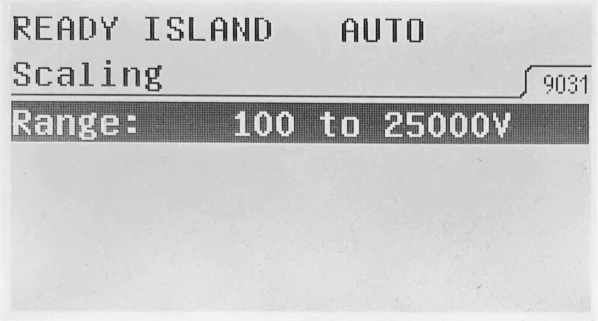 READY ISLAND AUTO
Scaling 9031
Range: 100 to 25000V